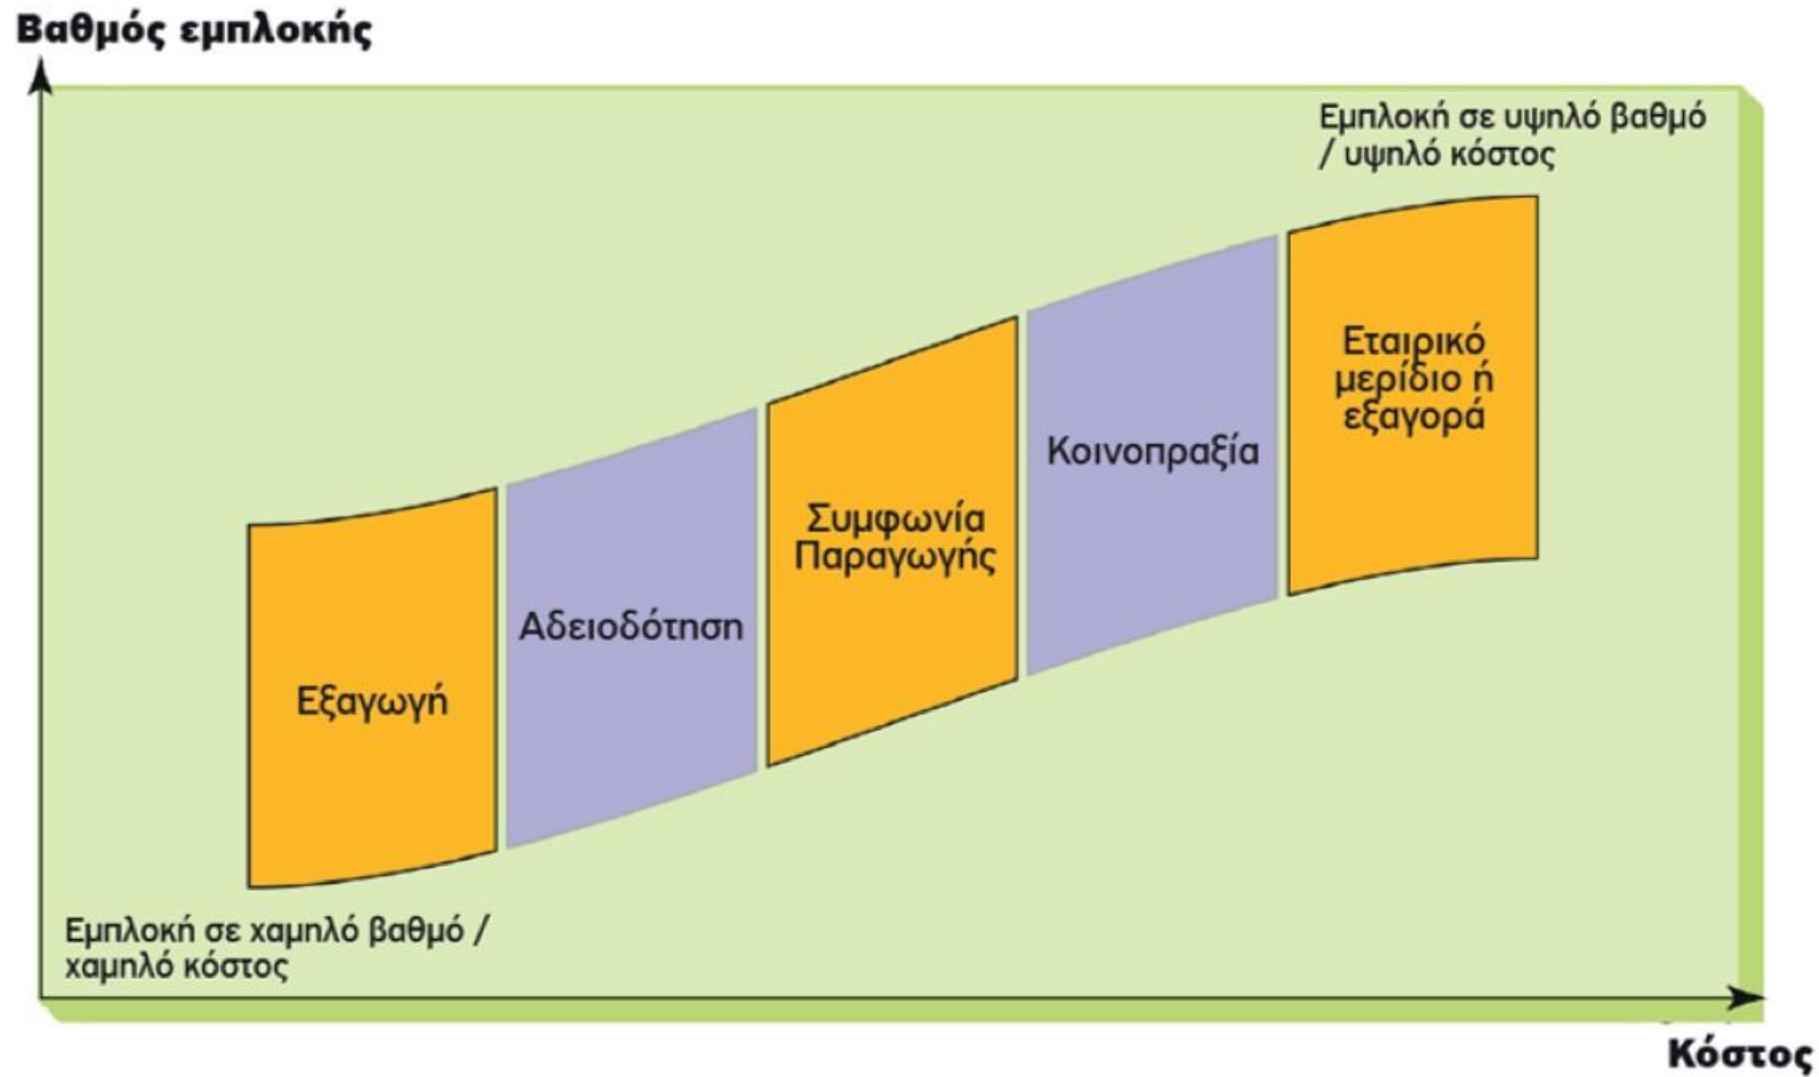 Βαθμός εμπλοκής
Εμπλοκή σε υψηλό βαθμό
/ υψηλό κόστος
Εταιρικό
μερίδιο ή
εξαγορά
Κοινοπραξία
Συμφωνία
Παραγωγής
Αδειοδότηση
Εξαγωγή
Εμπλοκή σε χαμηλό βαθμό /
χαμηλό κόστος
Κόστος